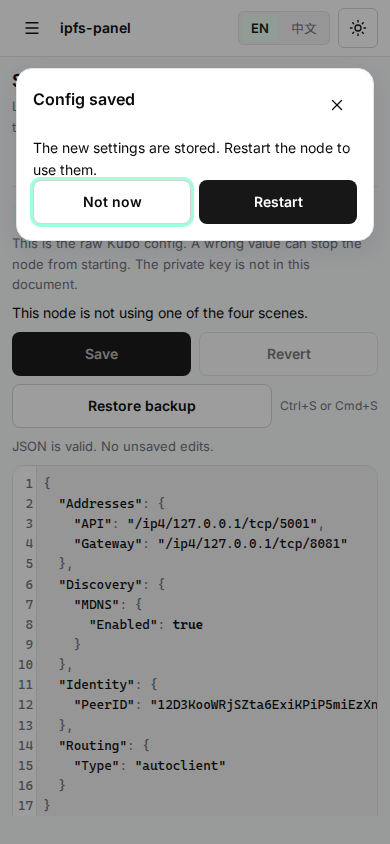 ipfs-panel
EN
中文
Config saved
The new settings are stored. Restart the node to
use them.
Not now
Restart
This is the raw Kubo config. A wrong value can stop the
node from starting. The private key is not in this
document.
This node is not using one of the four scenes.
Save
Revert
Restore backup
Ctrl+S or Cmd+S
JSON is valid. No unsaved edits.
1 {
2 "Addresses": {
3 "API": "/ip4/127.0.0.1/tcp/5001",
4 "Gateway": "/ip4/127.0.0.1/tcp/8081"
5 },
6 "Discovery": {
7 "MDNS": {
8 "Enabled": true
9 }
10 },
11 "Identity": {
12 "PeerID": "12D3KooWRjSZta6ExiKPiP5miEzXn
13 },
14 "Routing": {
15 "Type": "autoclient"
16 }
17 }